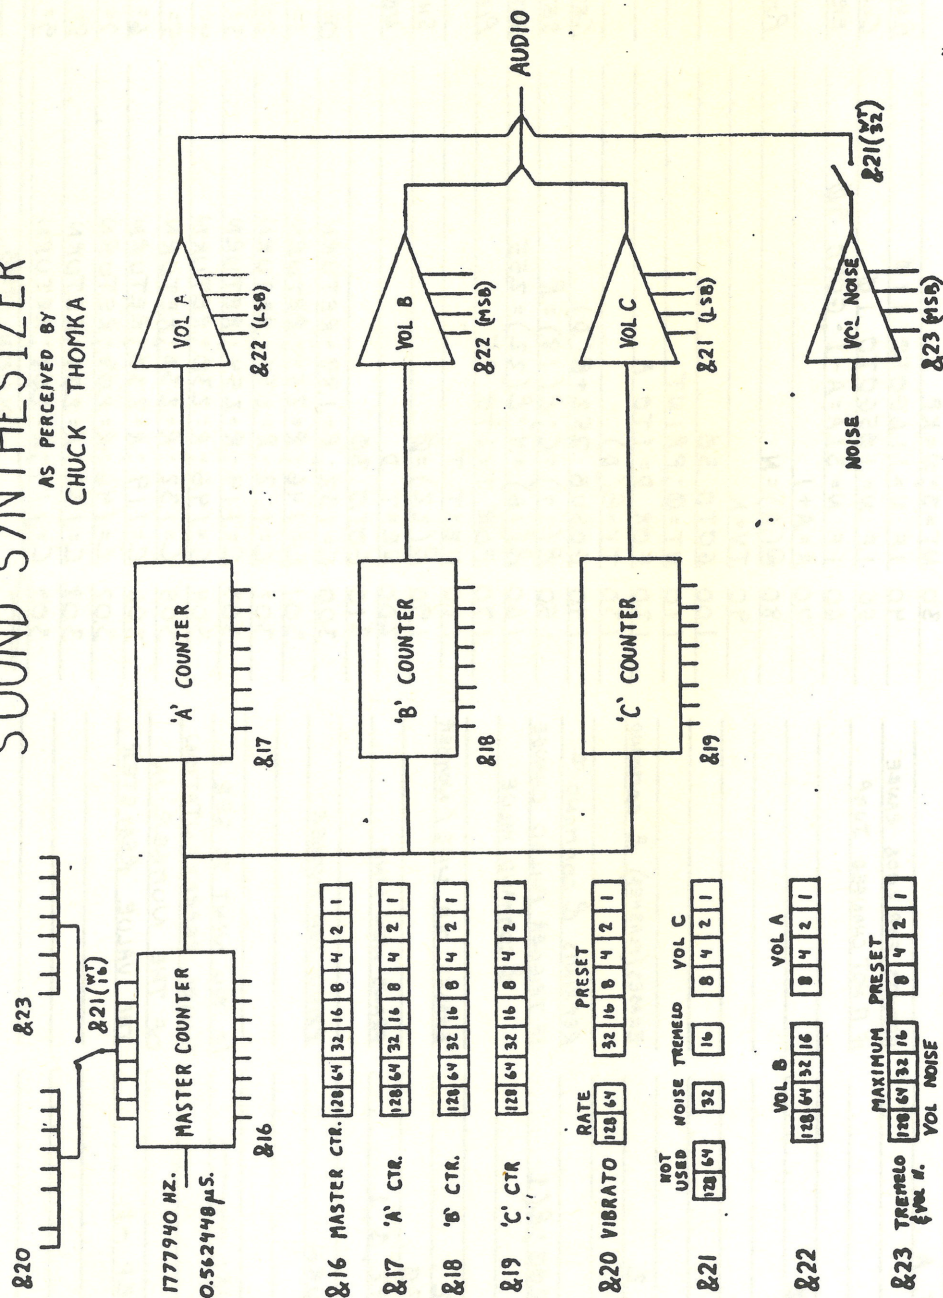 SOUND SYNTHESIZER
AS PERCEIVED BY
CHUCK THOMKA
&20
&23
&21 (WT 16)
1777940 HZ.
0.562448µS.
MASTER COUNTER
&16
'A' COUNTER
&17
VOL A
&22 (LSB)
'B' COUNTER
&18
VOL B
&22 (MSB)
'C' COUNTER
&19
VOL C
&21 (LSB)
AUDIO
NOISE
VOL NOISE
&23 (MSB)
&21 (WT 32)
&16 MASTER CTR. 128 64 32 16 8 4 2 1
&17 'A' CTR. 128 64 32 16 8 4 2 1
&18 'B' CTR. 128 64 32 16 8 4 2 1
&19 'C' CTR 128 64 32 16 8 4 2 1
RATE PRESET
&20 VIBRATO 128 64 32 16 8 4 2 1
NOT USED NOISE TREMELO VOL C
&21 128 64 32 16 8 4 2 1
VOL B VOL A
&22 128 64 32 16 8 4 2 1
MAXIMUM PRESET
&23 TREMELO & VOL N. 128 64 32 16 8 4 2 1
VOL NOISE